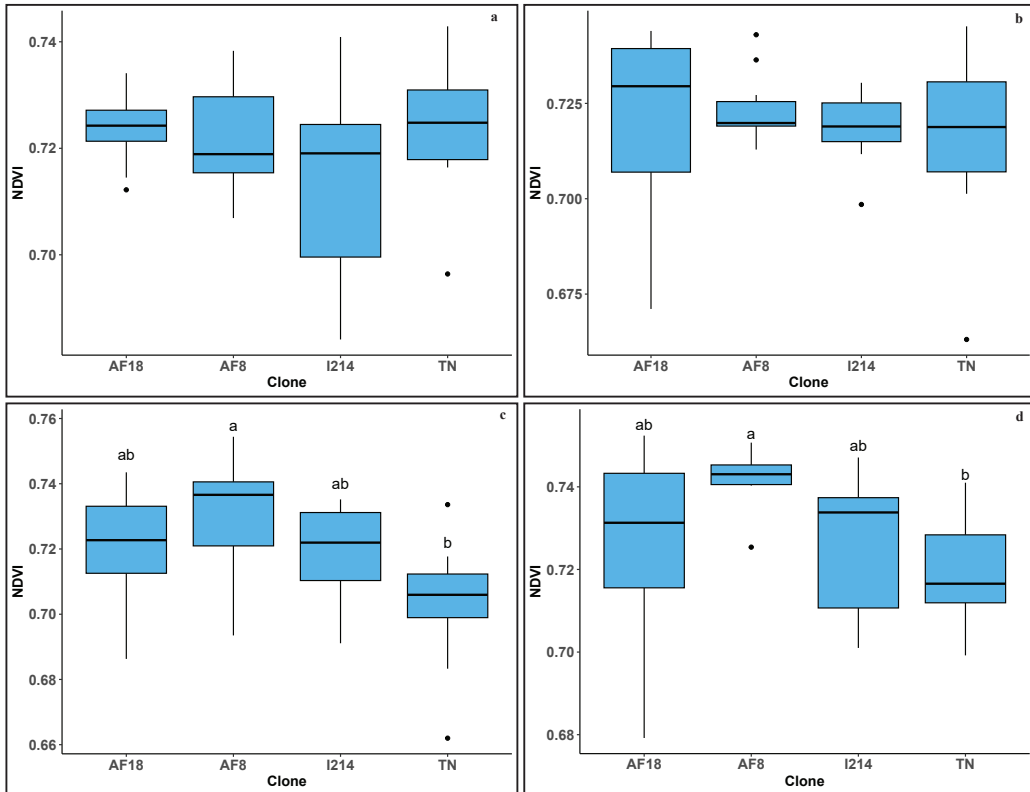 a
0.74
0.72
0.70
NDVI
AF18 AF8 I214 TN
Clone
b
0.725
0.700
0.675
NDVI
AF18 AF8 I214 TN
Clone
c
0.76
0.74
0.72
0.70
0.68
0.66
NDVI
ab a ab b
AF18 AF8 I214 TN
Clone
d
0.74
0.72
0.70
0.68
NDVI
ab a ab b
AF18 AF8 I214 TN
Clone